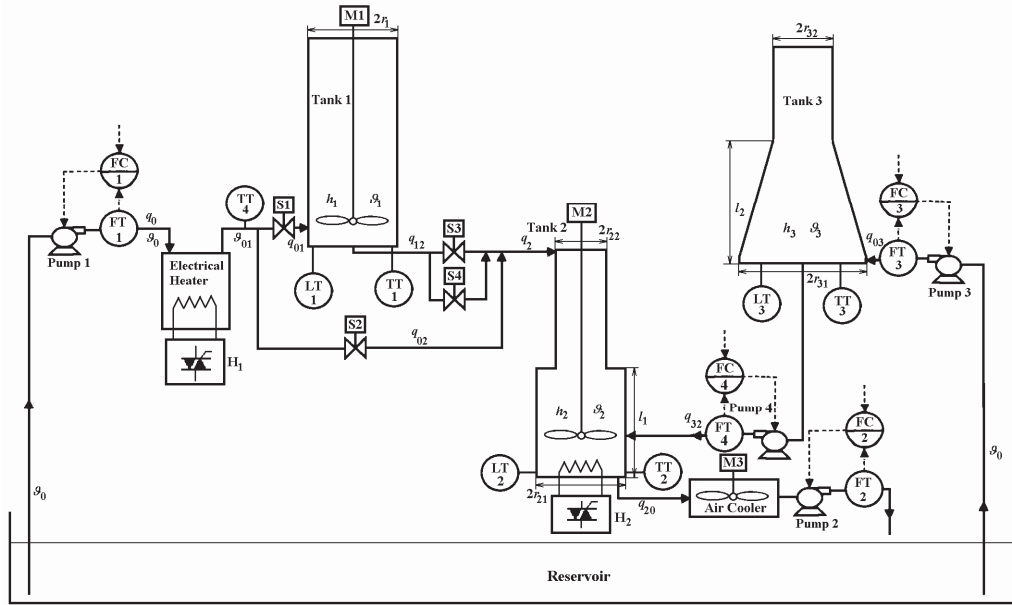 M1
2r1
2r32
Tank 1
Tank 3
FC
1
FT
1
q0
ϑ0
Pump 1
TT
4
S1
ϑ01
q01
h1
ϑ1
LT
1
TT
1
q12
S3
S4
q2
M2
Tank 2
2r22
l2
h3
ϑ3
2r31
LT
3
TT
3
FC
3
q03
FT
3
Pump 3
Electrical
Heater
H1
S2
q02
FC
4
Pump 4
FT
4
q32
h2
ϑ2
l1
LT
2
TT
2
2r21
H2
q20
M3
Air Cooler
Pump 2
FC
2
FT
2
ϑ0
ϑ0
Reservoir